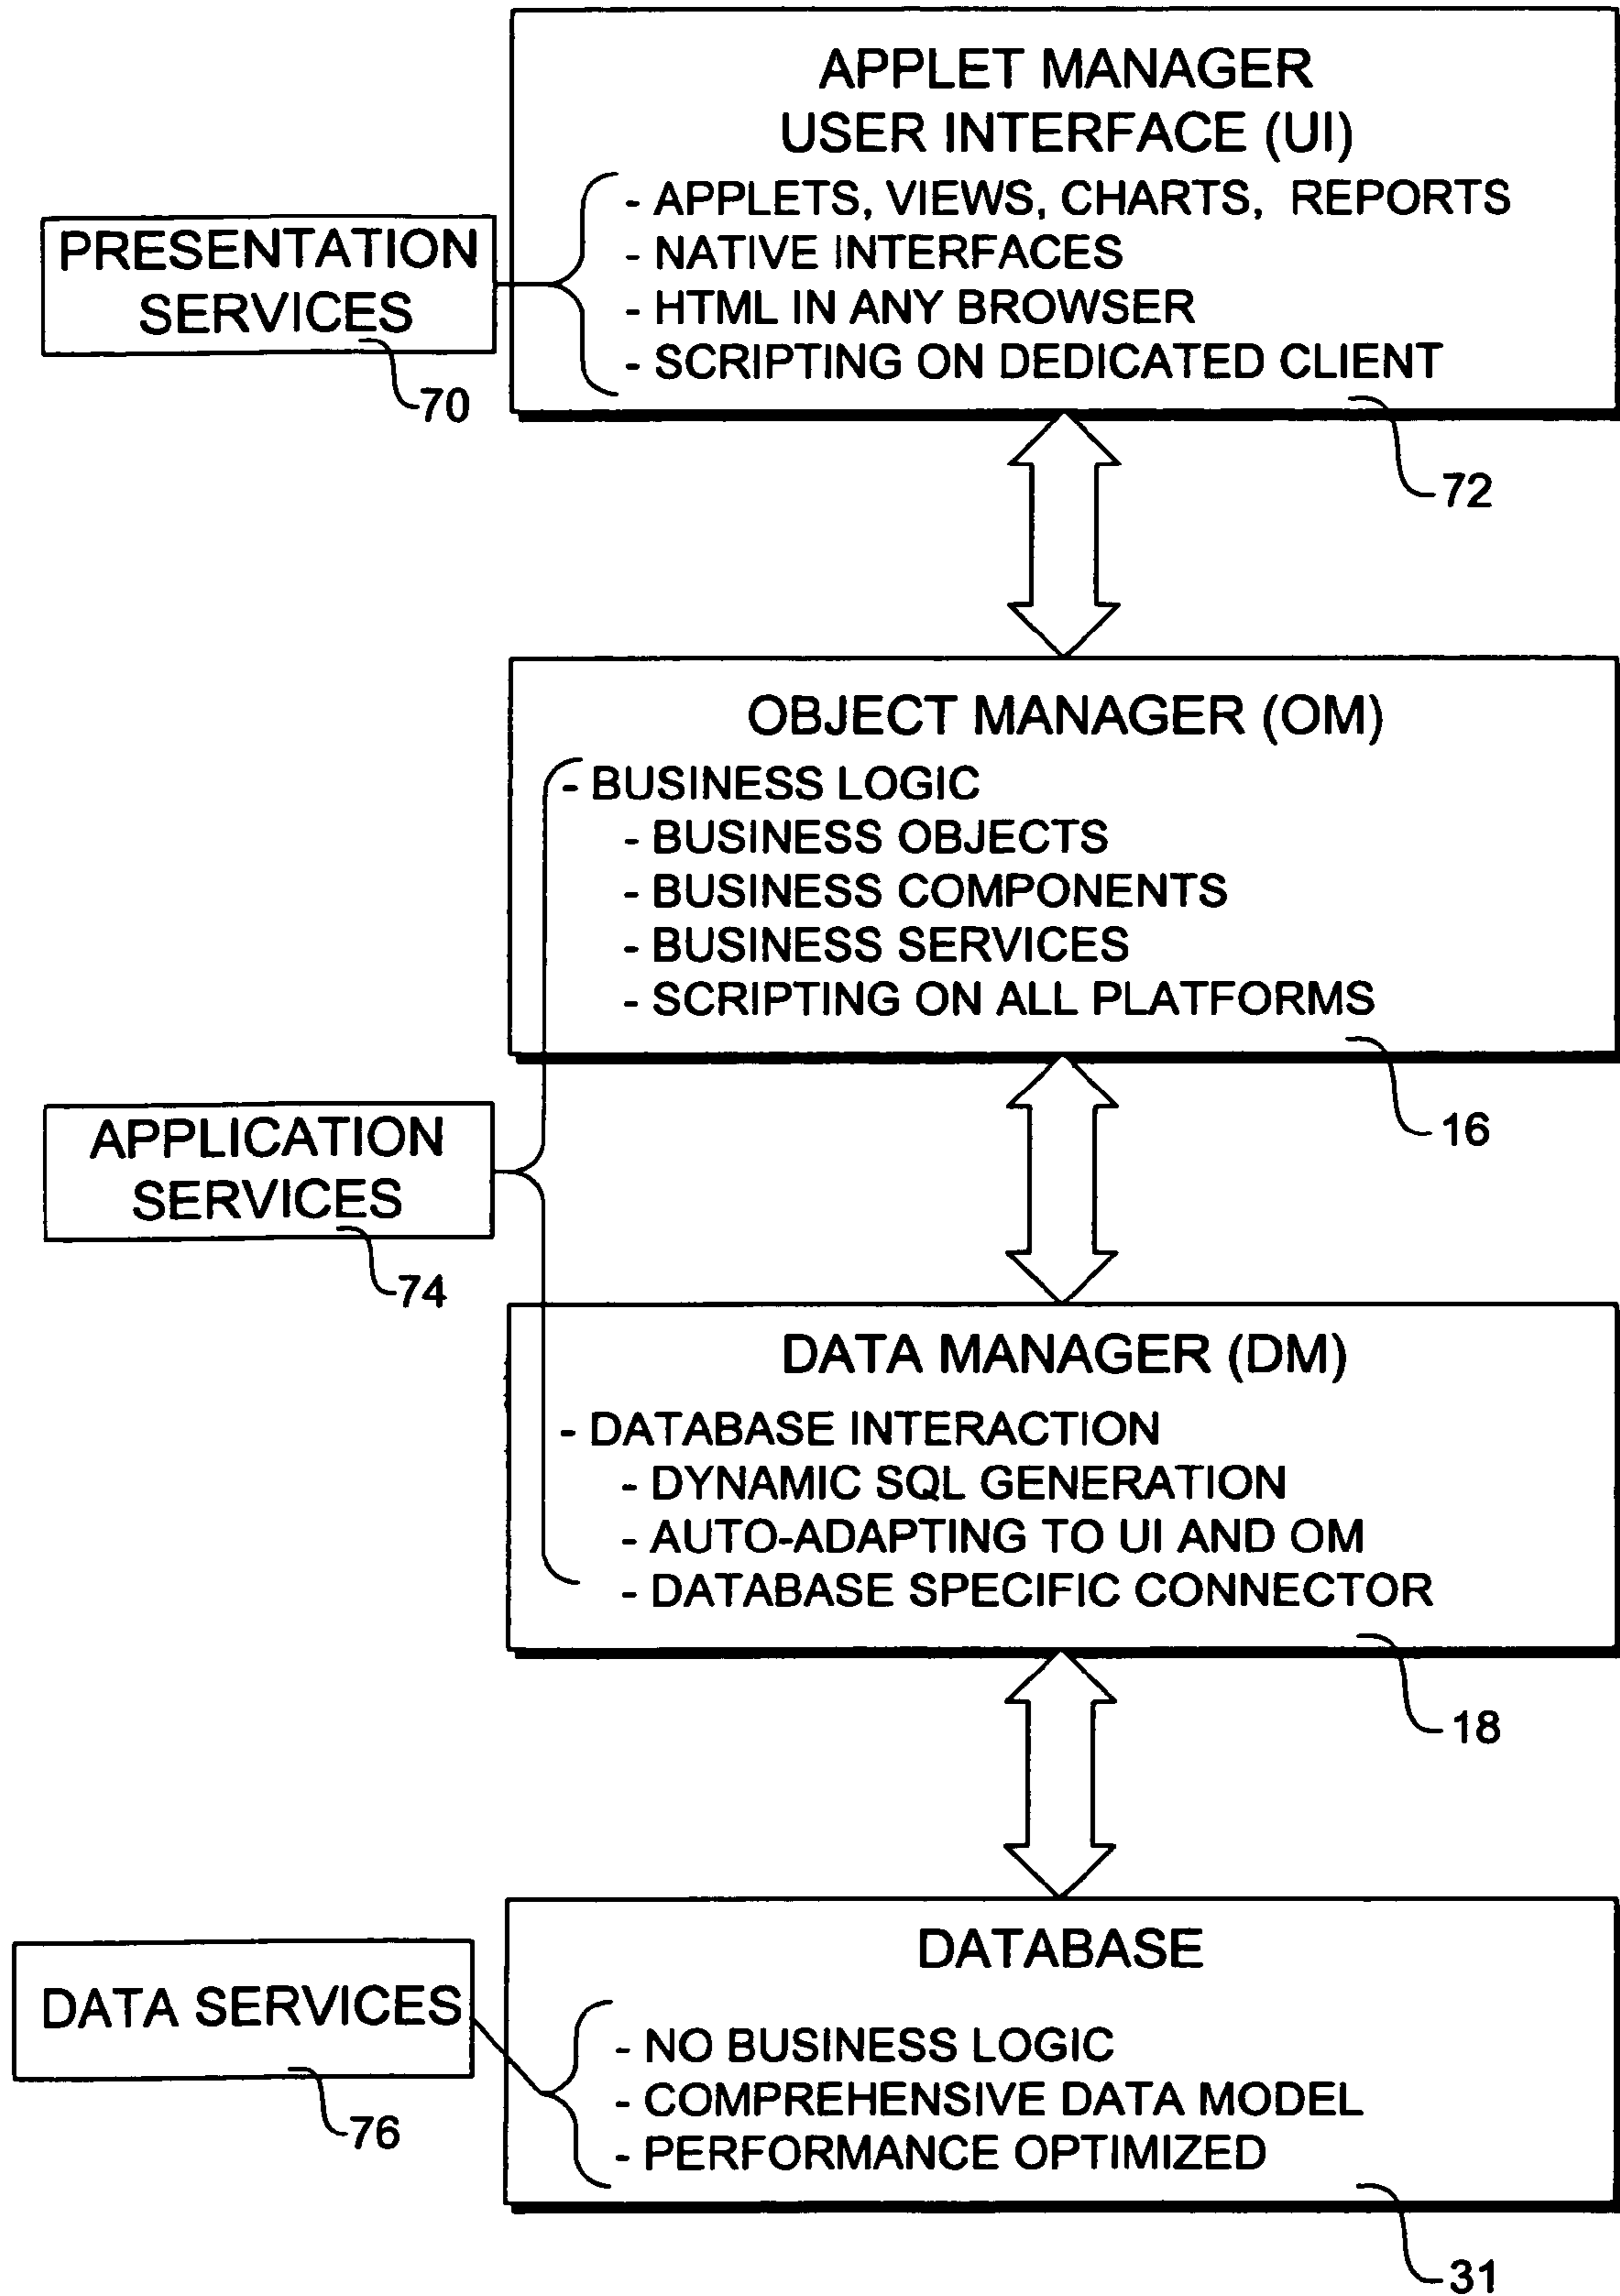 APPLET MANAGER
USER INTERFACE (UI)
- APPLETS, VIEWS, CHARTS, REPORTS
- NATIVE INTERFACES
- HTML IN ANY BROWSER
- SCRIPTING ON DEDICATED CLIENT
PRESENTATION
SERVICES
70
72
OBJECT MANAGER (OM)
- BUSINESS LOGIC
- BUSINESS OBJECTS
- BUSINESS COMPONENTS
- BUSINESS SERVICES
- SCRIPTING ON ALL PLATFORMS
16
APPLICATION
SERVICES
74
DATA MANAGER (DM)
- DATABASE INTERACTION
- DYNAMIC SQL GENERATION
- AUTO-ADAPTING TO UI AND OM
- DATABASE SPECIFIC CONNECTOR
18
DATABASE
- NO BUSINESS LOGIC
- COMPREHENSIVE DATA MODEL
- PERFORMANCE OPTIMIZED
DATA SERVICES
76
31